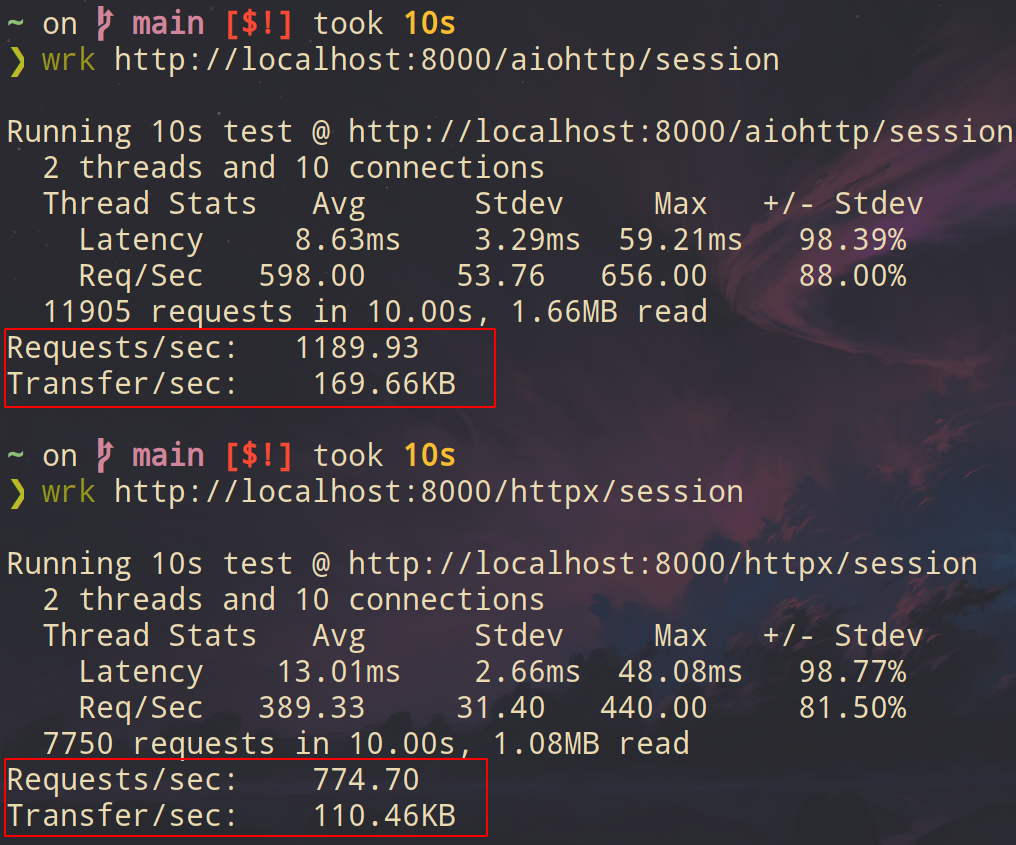 ~ on  main [$!] took 10s
❯ wrk http://localhost:8000/aiohttp/session
Running 10s test @ http://localhost:8000/aiohttp/session
  2 threads and 10 connections
  Thread Stats   Avg      Stdev     Max   +/- Stdev
    Latency     8.63ms    3.29ms  59.21ms   98.39%
    Req/Sec   598.00     53.76   656.00     88.00%
  11905 requests in 10.00s, 1.66MB read
Requests/sec:   1189.93
Transfer/sec:    169.66KB
~ on  main [$!] took 10s
❯ wrk http://localhost:8000/httpx/session
Running 10s test @ http://localhost:8000/httpx/session
  2 threads and 10 connections
  Thread Stats   Avg      Stdev     Max   +/- Stdev
    Latency    13.01ms    2.66ms  48.08ms   98.77%
    Req/Sec   389.33     31.40   440.00     81.50%
  7750 requests in 10.00s, 1.08MB read
Requests/sec:    774.70
Transfer/sec:    110.46KB